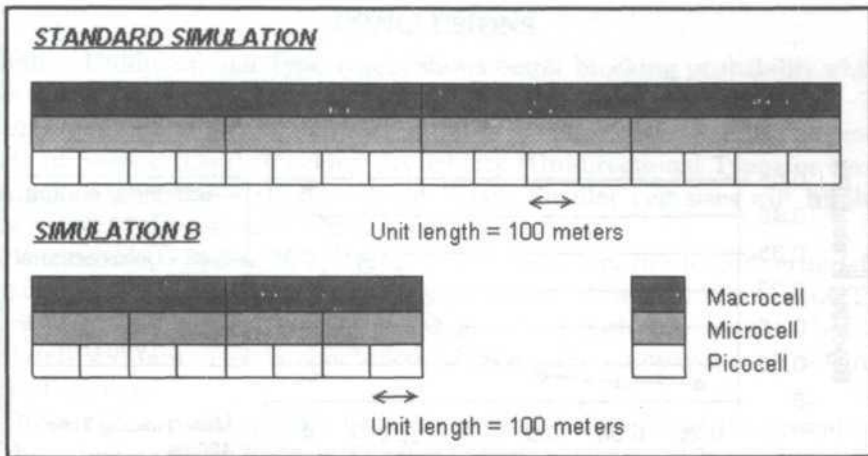 STANDARD SIMULATION
Unit length = 100 meters
SIMULATION B
Macrocell
Microcell
Picocell
Unit length = 100 meters